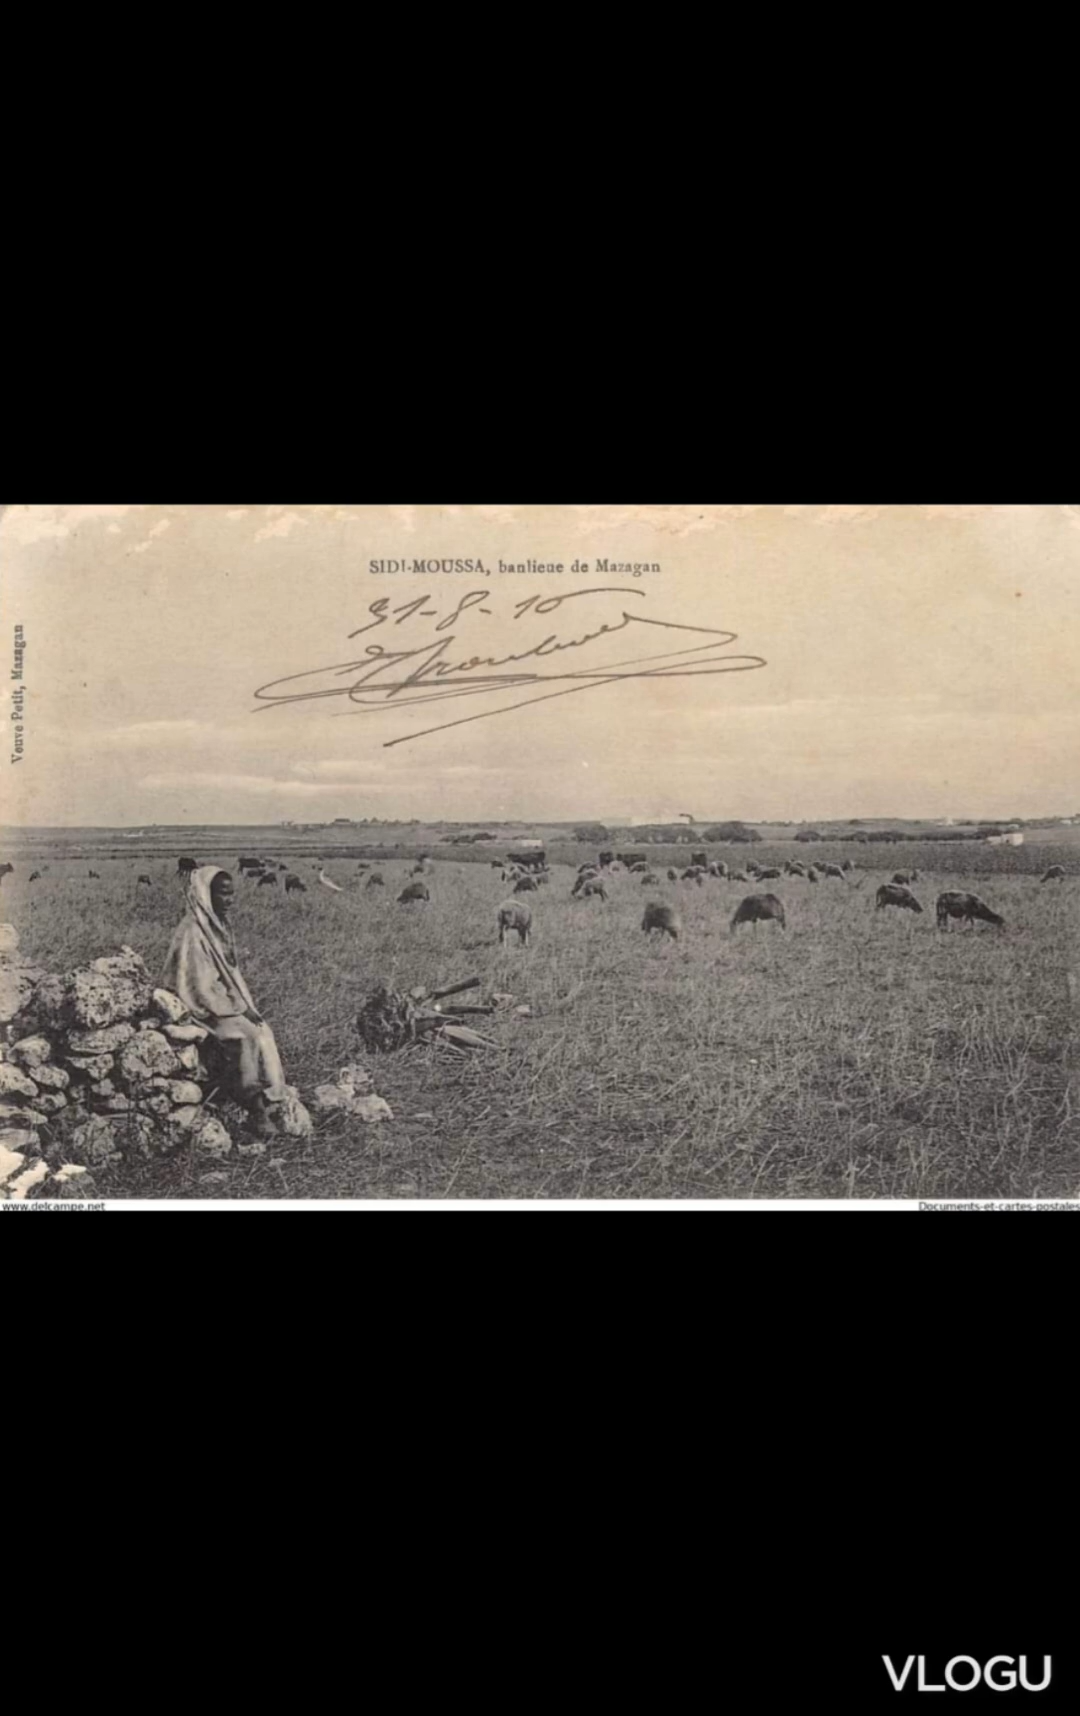 SIDI-MOUSSA, banlieue de Mazagan
31-8-10
Veuve Petit, Mazagan
www.delcampe.net
Documents-et-cartes-postales
VLOGU